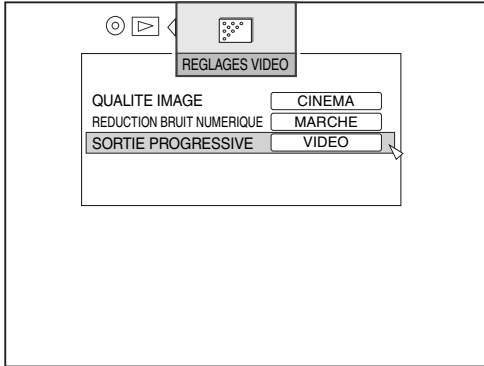 REGLAGES VIDEO
QUALITE IMAGE CINEMA
REDUCTION BRUIT NUMERIQUE MARCHE
SORTIE PROGRESSIVE VIDEO